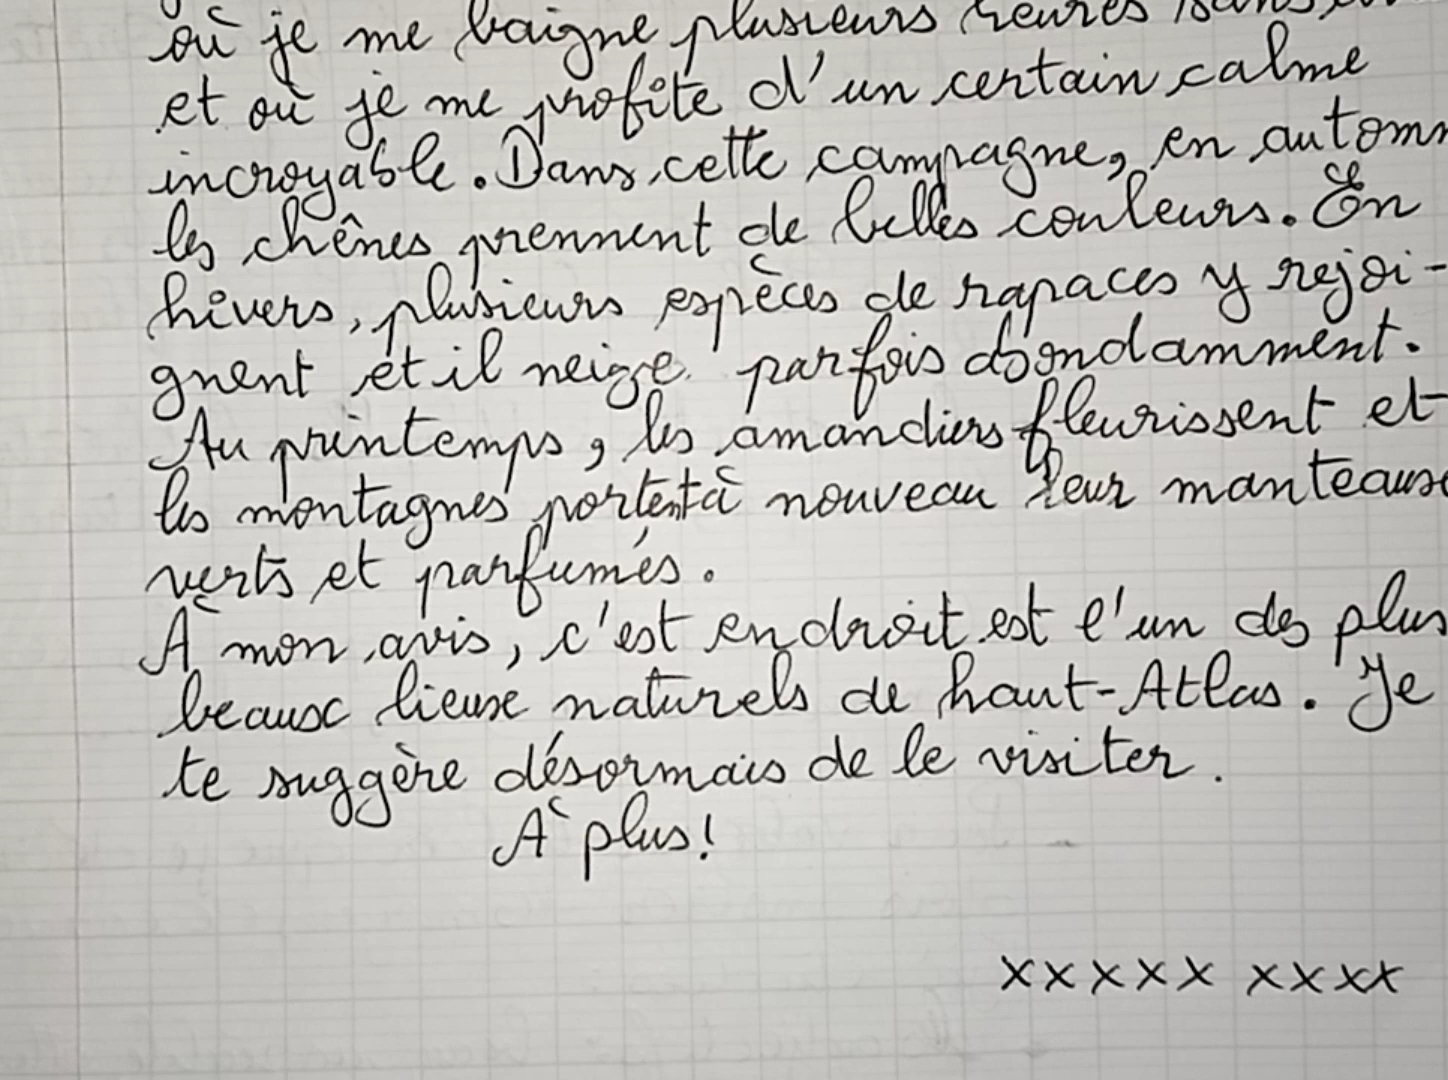 où je me baigne plusieurs heures
et où je me profite d'un certain calme
incroyable. Dans cette campagne, en autom
les chênes prennent de belles couleurs. En
hivers, plusieurs espèces de rapaces y rejoi-
gnent et il neige parfois abondamment.
Au printemps, les amandiers fleurissent et
les montagnes portent à nouveau leur manteaux
verts et parfumés.
À mon avis, c'est endroit est l'un des plus
beaux lieux naturels de haut-Atlas. Je
te suggère désormais de le visiter.
À plus!
xxxxx xxxx